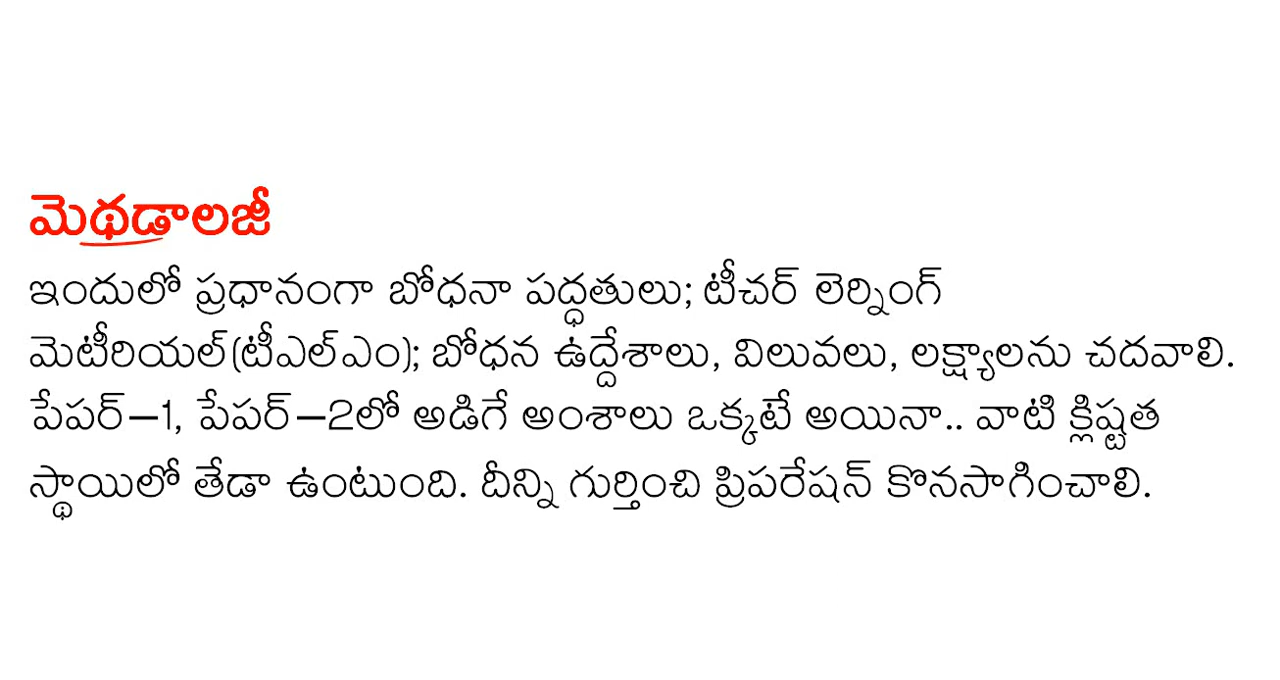 మెథడాలజీ
ఇందులో ప్రధానంగా బోధనా పద్ధతులు; టీచర్ లెర్నింగ్
మెటీరియల్(టీఎల్ఎం); బోధన ఉద్దేశాలు, విలువలు, లక్ష్యాలను చదవాలి.
పేపర్–1, పేపర్–2లో అడిగే అంశాలు ఒక్కటే అయినా.. వాటి క్లిష్టత
స్థాయిలో తేడా ఉంటుంది. దీన్ని గుర్తించి ప్రిపరేషన్ కొనసాగించాలి.